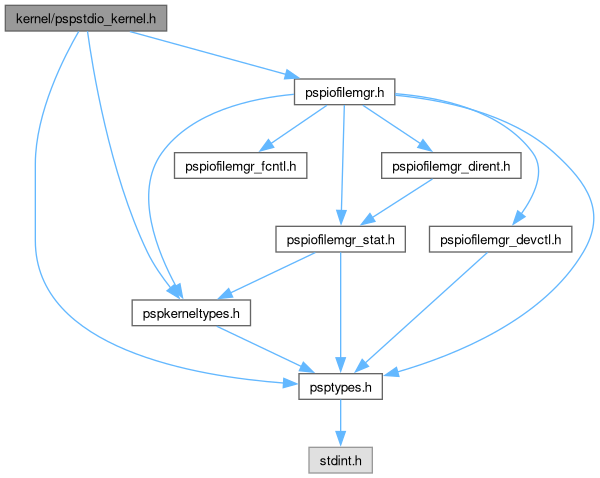 kernel/pspstdio_kernel.h
pspiofilemgr.h
pspiofilemgr_fcntl.h
pspiofilemgr_dirent.h
pspiofilemgr_stat.h
pspiofilemgr_devctl.h
pspkerneltypes.h
psptypes.h
stdint.h